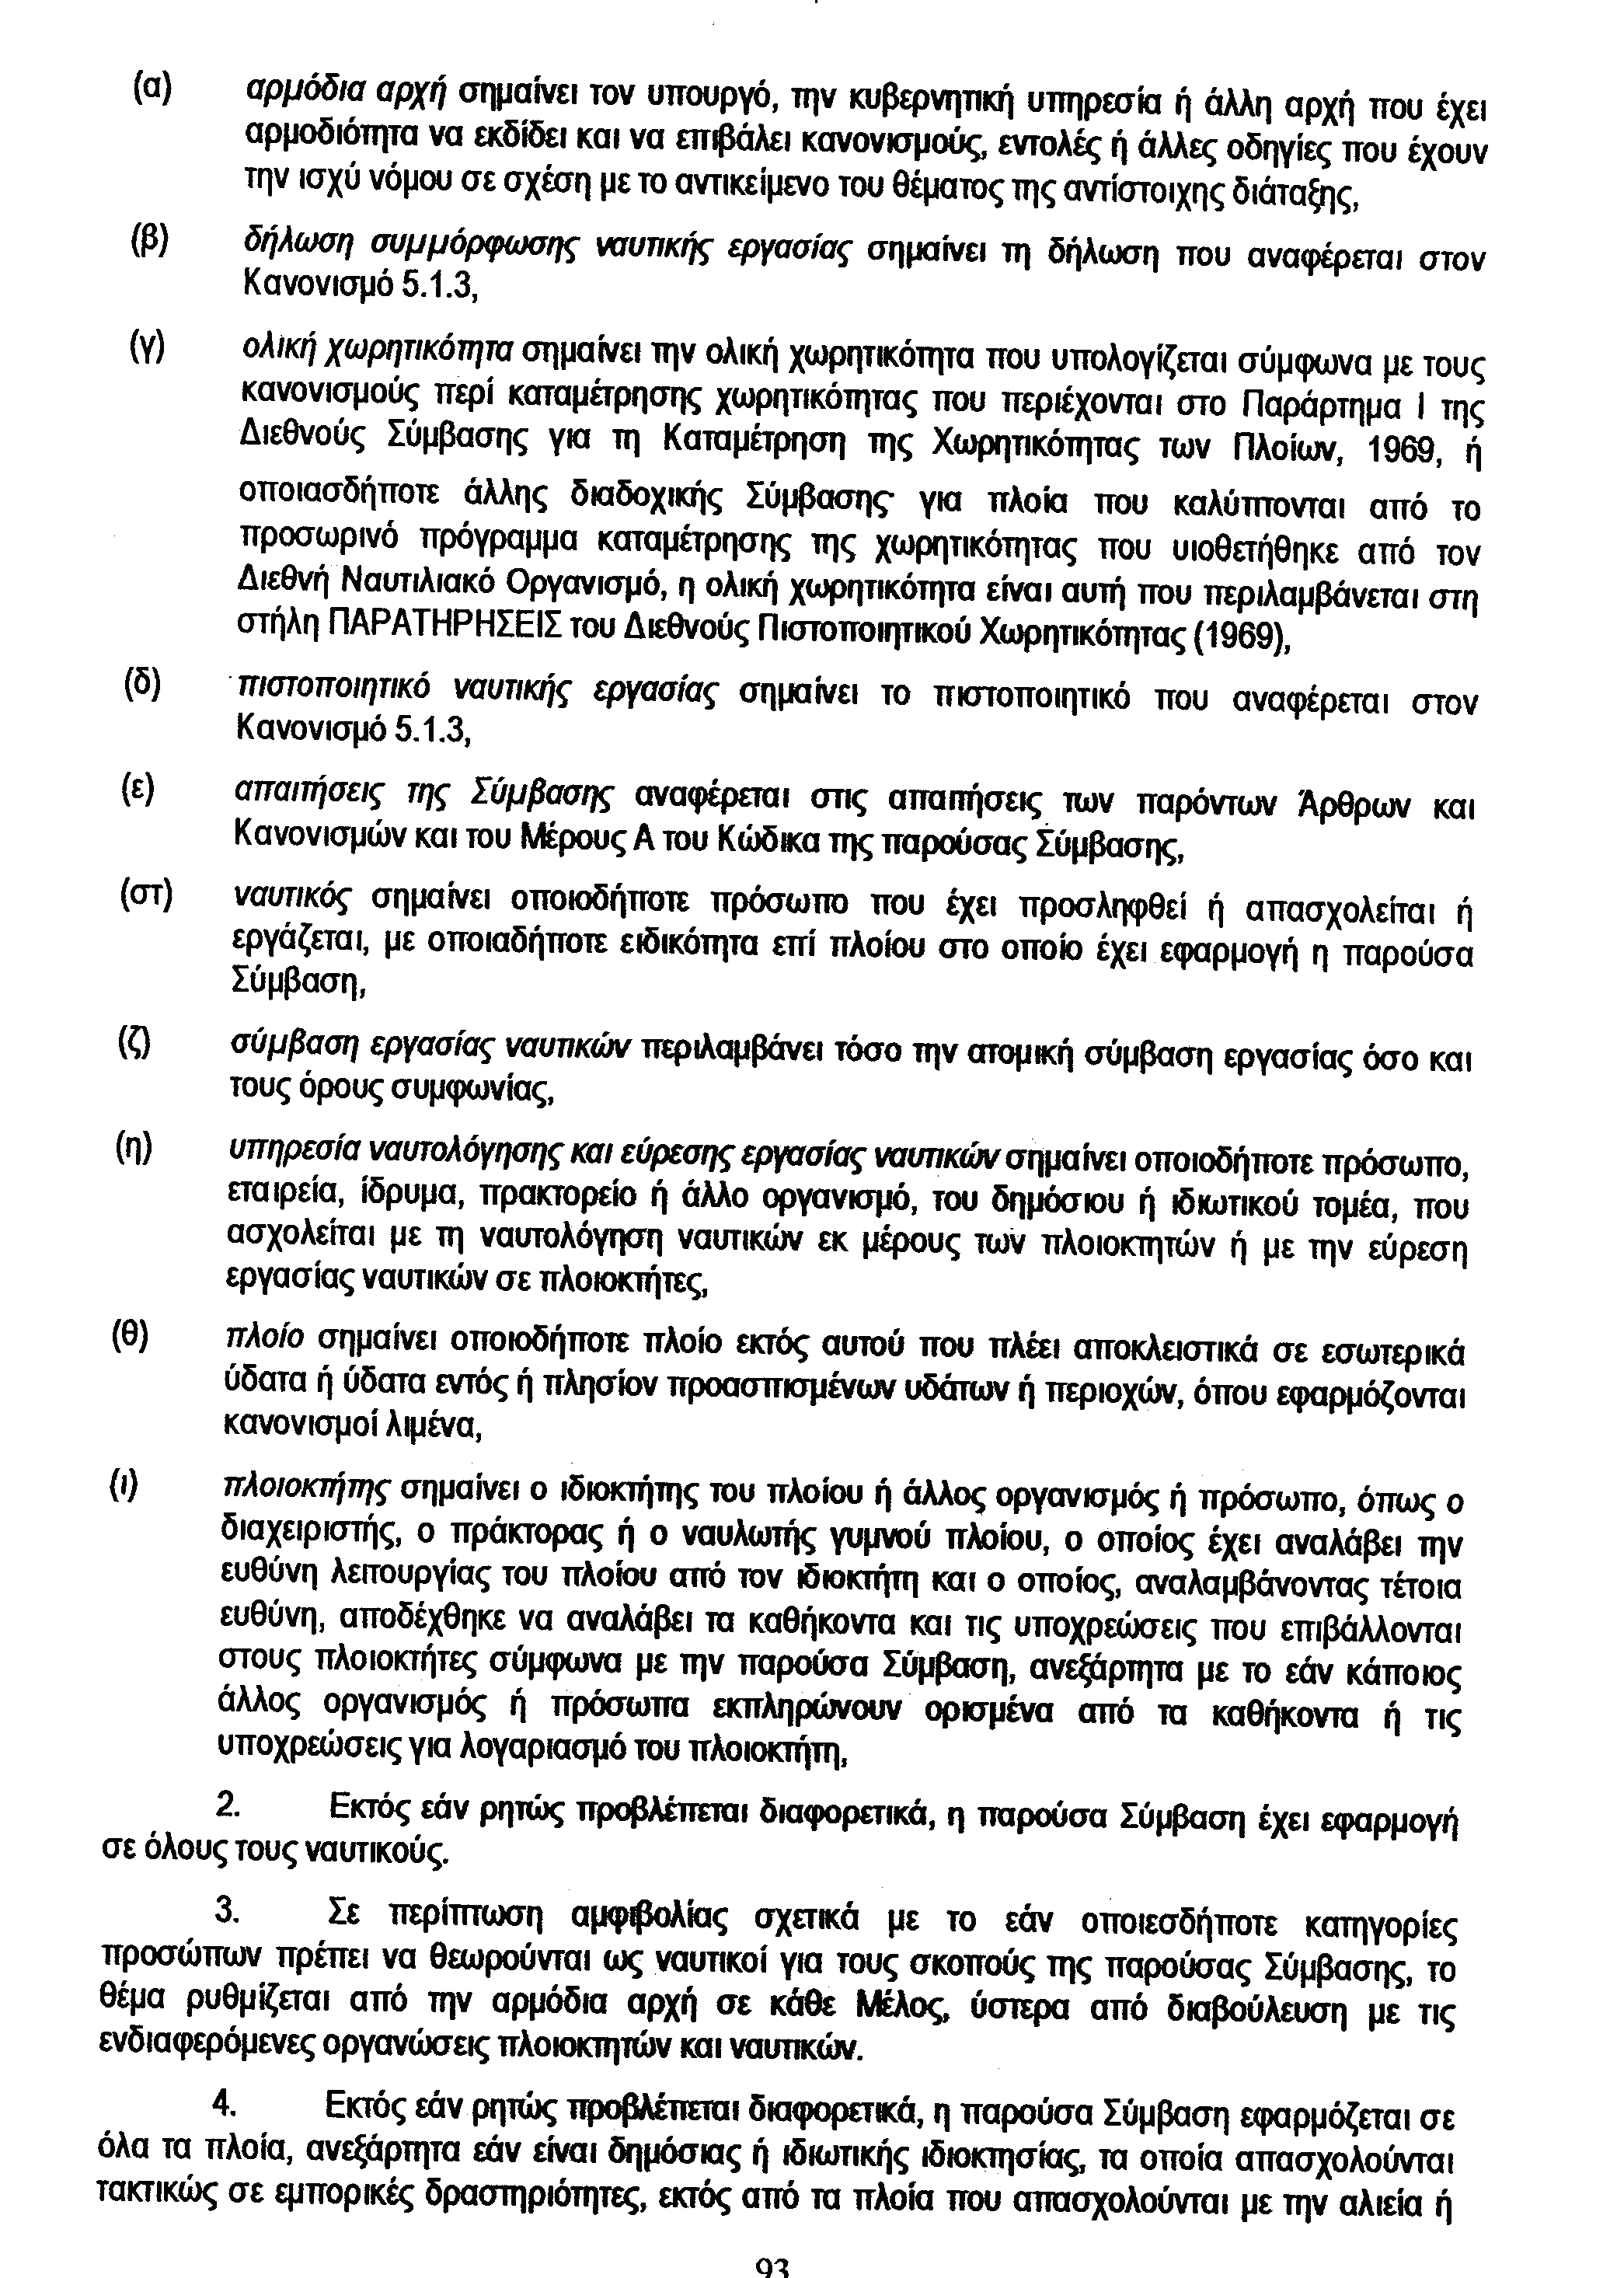 (α) αρμόδια αρχή σημαίνει τον υπουργό, την κυβερνητική υπηρεσία ή άλλη αρχή που έχει
αρμοδιότητα να εκδίδει και να επιβάλει κανονισμούς, εντολές ή άλλες οδηγίες που έχουν
την ισχύ νόμου σε σχέση με το αντικείμενο του θέματος της αντίστοιχης διάταξης,
(β) δήλωση συμμόρφωσης ναυτικής εργασίας σημαίνει τη δήλωση που αναφέρεται στον
Κανονισμό 5.1.3,
(γ) ολική χωρητικότητα σημαίνει την ολική χωρητικότητα που υπολογίζεται σύμφωνα με τους
κανονισμούς περί καταμέτρησης χωρητικότητας που περιέχονται στο Παράρτημα Ι της
Διεθνούς Σύμβασης για τη Καταμέτρηση της Χωρητικότητας των Πλοίων, 1969, ή
οποιασδήποτε άλλης διαδοχικής Σύμβασης· για πλοία που καλύπτονται από το
προσωρινό πρόγραμμα καταμέτρησης της χωρητικότητας που υιοθετήθηκε από τον
Διεθνή Ναυτιλιακό Οργανισμό, η ολική χωρητικότητα είναι αυτή που περιλαμβάνεται στη
στήλη ΠΑΡΑΤΗΡΗΣΕΙΣ του Διεθνούς Πιστοποιητικού Χωρητικότητας (1969),
(δ) πιστοποιητικό ναυτικής εργασίας σημαίνει το πιστοποιητικό που αναφέρεται στον
Κανονισμό 5.1.3,
(ε) απαιτήσεις της Σύμβασης αναφέρεται στις απαιτήσεις των παρόντων Άρθρων και
Κανονισμών και του Μέρους Α του Κώδικα της παρούσας Σύμβασης,
(στ) ναυτικός σημαίνει οποιοδήποτε πρόσωπο που έχει προσληφθεί ή απασχολείται ή
εργάζεται, με οποιαδήποτε ειδικότητα επί πλοίου στο οποίο έχει εφαρμογή η παρούσα
Σύμβαση,
(ζ) σύμβαση εργασίας ναυτικών περιλαμβάνει τόσο την ατομική σύμβαση εργασίας όσο και
τους όρους συμφωνίας,
(η) υπηρεσία ναυτολόγησης και εύρεσης εργασίας ναυτικών σημαίνει οποιοδήποτε πρόσωπο,
εταιρεία, ίδρυμα, πρακτορείο ή άλλο οργανισμό, του δημόσιου ή ιδιωτικού τομέα, που
ασχολείται με τη ναυτολόγηση ναυτικών εκ μέρους των πλοιοκτητών ή με την εύρεση
εργασίας ναυτικών σε πλοιοκτήτες,
(θ) πλοίο σημαίνει οποιοδήποτε πλοίο εκτός αυτού που πλέει αποκλειστικά σε εσωτερικά
ύδατα ή ύδατα εντός ή πλησίον προασπισμένων υδάτων ή περιοχών, όπου εφαρμόζονται
κανονισμοί λιμένα,
(ι) πλοιοκτήτης σημαίνει ο ιδιοκτήτης του πλοίου ή άλλος οργανισμός ή πρόσωπο, όπως ο
διαχειριστής, ο πράκτορας ή ο ναυλωτής γυμνού πλοίου, ο οποίος έχει αναλάβει την
ευθύνη λειτουργίας του πλοίου από τον ιδιοκτήτη και ο οποίος, αναλαμβάνοντας τέτοια
ευθύνη, αποδέχθηκε να αναλάβει τα καθήκοντα και τις υποχρεώσεις που επιβάλλονται
στους πλοιοκτήτες σύμφωνα με την παρούσα Σύμβαση, ανεξάρτητα με το εάν κάποιος
άλλος οργανισμός ή πρόσωπα εκπληρώνουν ορισμένα από τα καθήκοντα ή τις
υποχρεώσεις για λογαριασμό του πλοιοκτήτη,
2. Εκτός εάν ρητώς προβλέπεται διαφορετικά, η παρούσα Σύμβαση έχει εφαρμογή
σε όλους τους ναυτικούς.
3. Σε περίπτωση αμφιβολίας σχετικά με το εάν οποιεσδήποτε κατηγορίες
προσώπων πρέπει να θεωρούνται ως ναυτικοί για τους σκοπούς της παρούσας Σύμβασης, το
θέμα ρυθμίζεται από την αρμόδια αρχή σε κάθε Μέλος, ύστερα από διαβούλευση με τις
ενδιαφερόμενες οργανώσεις πλοιοκτητών και ναυτικών.
4. Εκτός εάν ρητώς προβλέπεται διαφορετικά, η παρούσα Σύμβαση εφαρμόζεται σε
όλα τα πλοία, ανεξάρτητα εάν είναι δημόσιας ή ιδιωτικής ιδιοκτησίας, τα οποία απασχολούνται
τακτικώς σε εμπορικές δραστηριότητες, εκτός από τα πλοία που απασχολούνται με την αλιεία ή
93